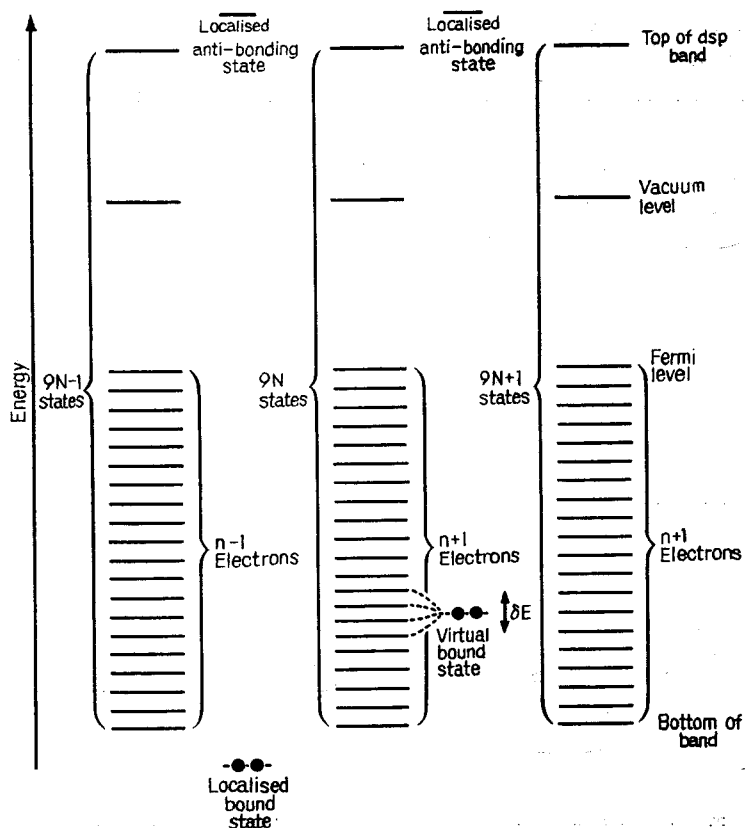 Energy
Localised
anti-bonding
state
Localised
anti-bonding
state
Top of dsp
band
Vacuum
level
9N-1
states
9N
states
9N+1
states
Fermi
level
n-1
Electrons
n+1
Electrons
n+1
Electrons
δE
Virtual
bound
state
Bottom of
band
Localised
bound
state